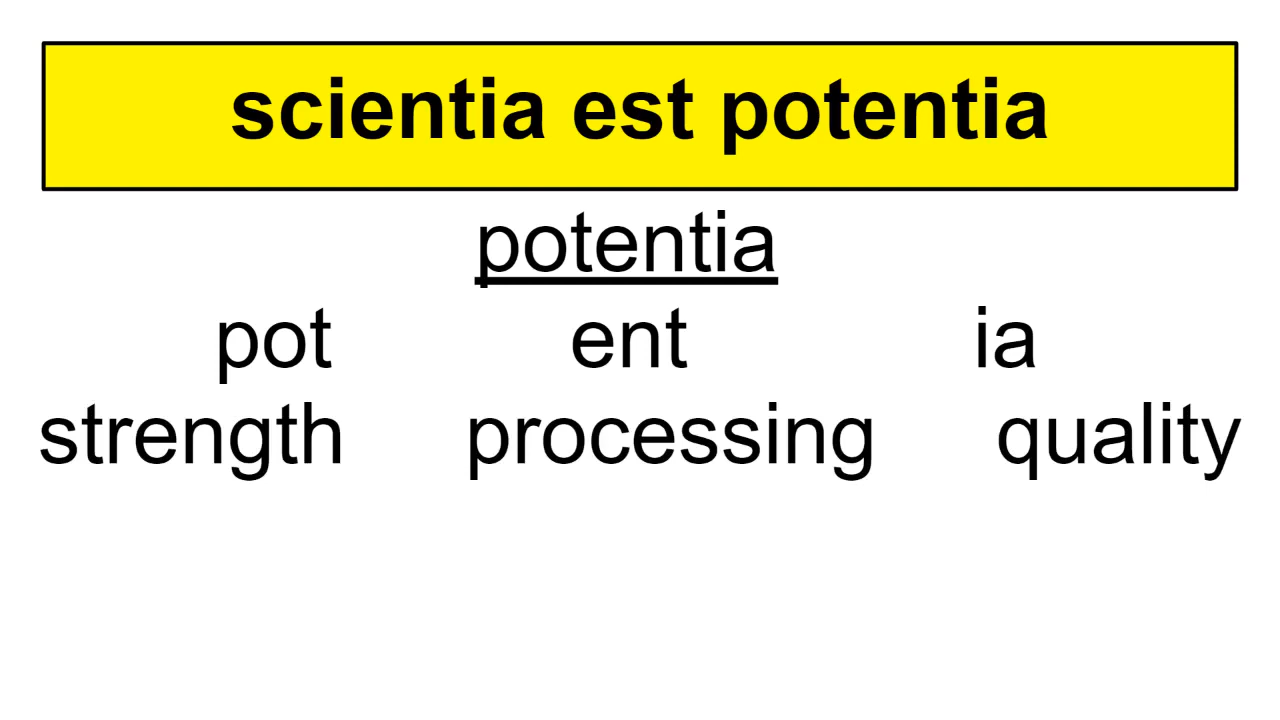 scientia est potentia
potentia
pot ent ia
strength processing quality